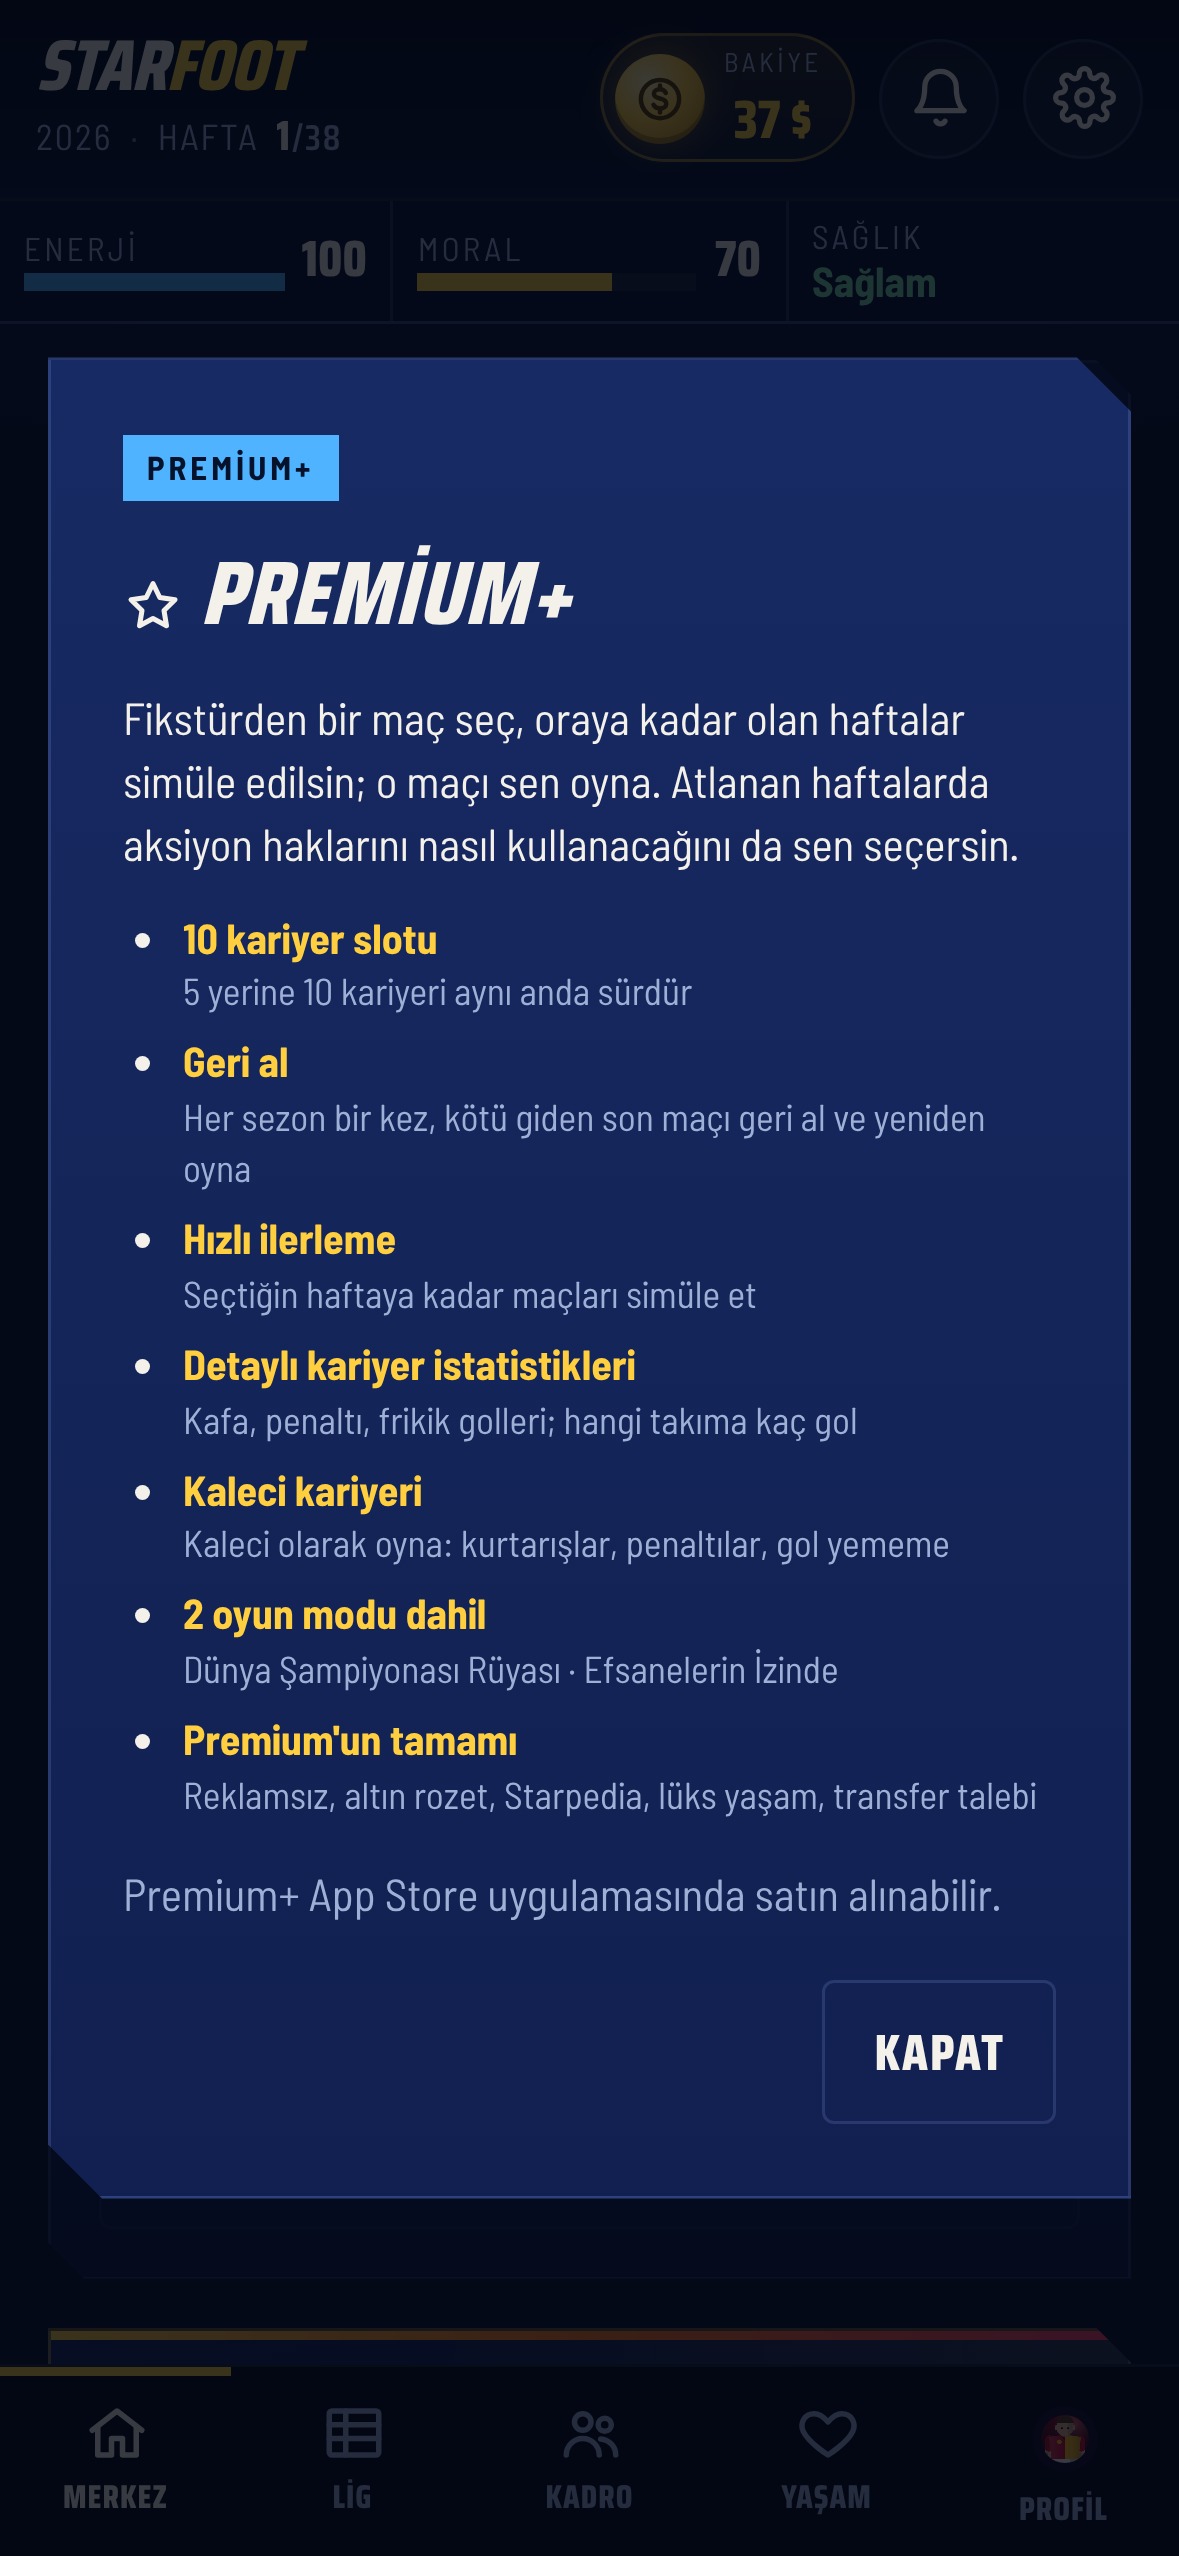 STARFOOT
2026 · HAFTA 1/38
BAKİYE
37 $
ENERJİ
100
MORAL
70
SAĞLIK
Sağlam
PREMİUM+
PREMİUM+
Fikstürden bir maç seç, oraya kadar olan haftalar
simüle edilsin; o maçı sen oyna. Atlanan haftalarda
aksiyon haklarını nasıl kullanacağını da sen seçersin.
• 10 kariyer slotu
5 yerine 10 kariyeri aynı anda sürdür
• Geri al
Her sezon bir kez, kötü giden son maçı geri al ve yeniden
oyna
• Hızlı ilerleme
Seçtiğin haftaya kadar maçları simüle et
• Detaylı kariyer istatistikleri
Kafa, penaltı, frikik golleri; hangi takıma kaç gol
• Kaleci kariyeri
Kaleci olarak oyna: kurtarışlar, penaltılar, gol yememe
• 2 oyun modu dahil
Dünya Şampiyonası Rüyası · Efsanelerin İzinde
• Premium'un tamamı
Reklamsız, altın rozet, Starpedia, lüks yaşam, transfer talebi
Premium+ App Store uygulamasında satın alınabilir.
KAPAT
MERKEZ
LİG
KADRO
YAŞAM
PROFİL